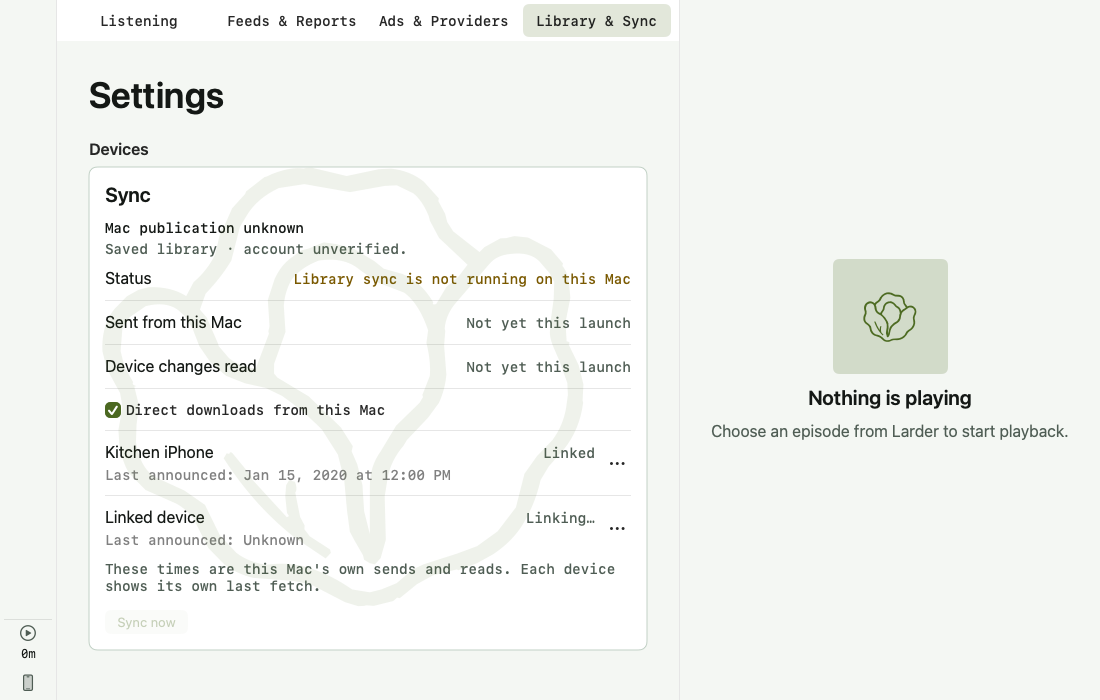 Listening
Feeds & Reports
Ads & Providers
Library & Sync
Settings
Devices
Sync
Mac publication unknown
Saved library · account unverified.
Status
Library sync is not running on this Mac
Sent from this Mac
Not yet this launch
Device changes read
Not yet this launch
Direct downloads from this Mac
Kitchen iPhone
Linked
Last announced: Jan 15, 2020 at 12:00 PM
Linked device
Linking…
Last announced: Unknown
These times are this Mac's own sends and reads. Each device
shows its own last fetch.
Sync now
0m
Nothing is playing
Choose an episode from Larder to start playback.